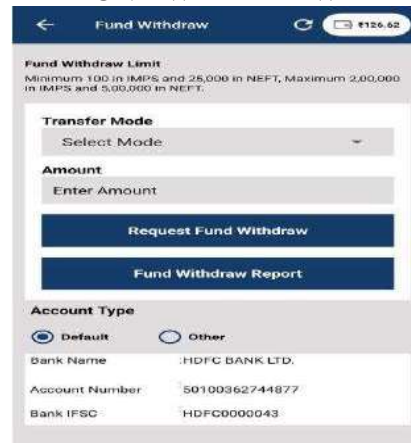 Fund Withdraw ₹126.62
Fund Withdraw Limit
Minimum 100 in IMPS and 25,000 in NEFT, Maximum 2,00,000
in IMPS and 5,00,000 in NEFT.
Transfer Mode
Select Mode
Amount
Enter Amount
Request Fund Withdraw
Fund Withdraw Report
Account Type
Default Other
Bank Name :HDFC BANK LTD.
Account Number :50100362744877
Bank IFSC :HDFC0000043